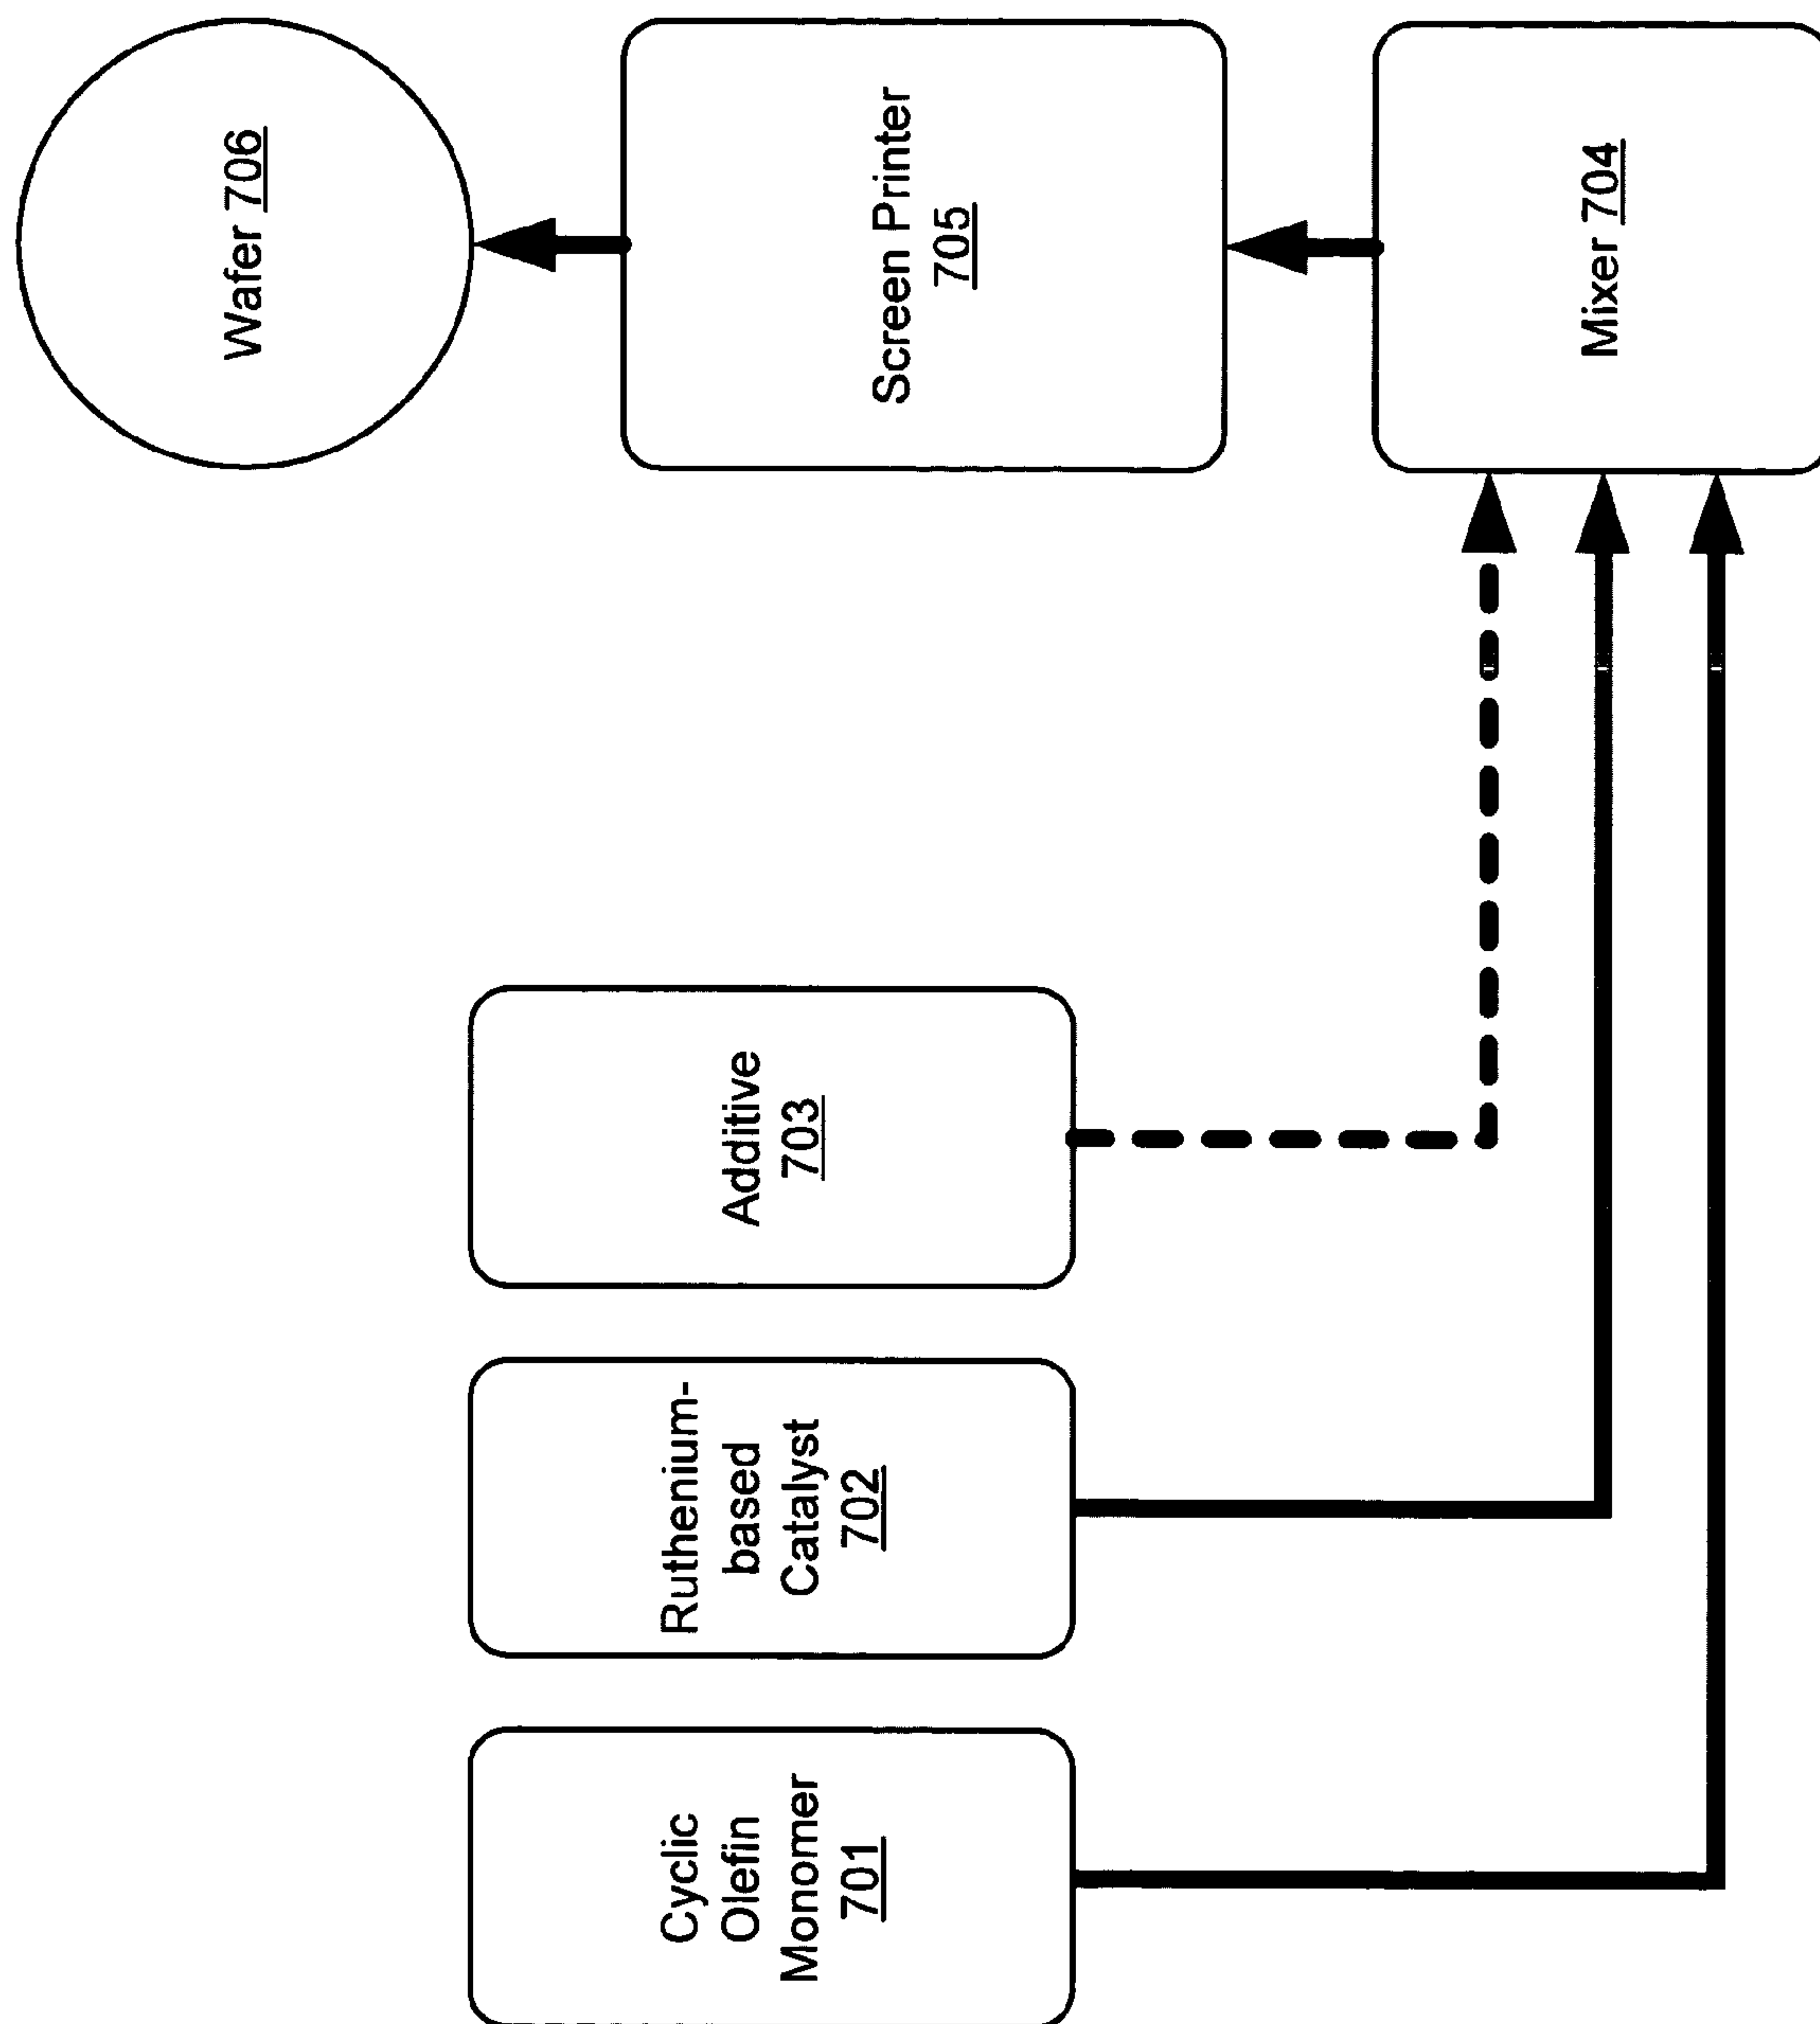 Cyclic
Olefin
Monomer
701
Ruthenium-
based
Catalyst
702
Additive
703
Wafer 706
Screen Printer
705
Mixer 704